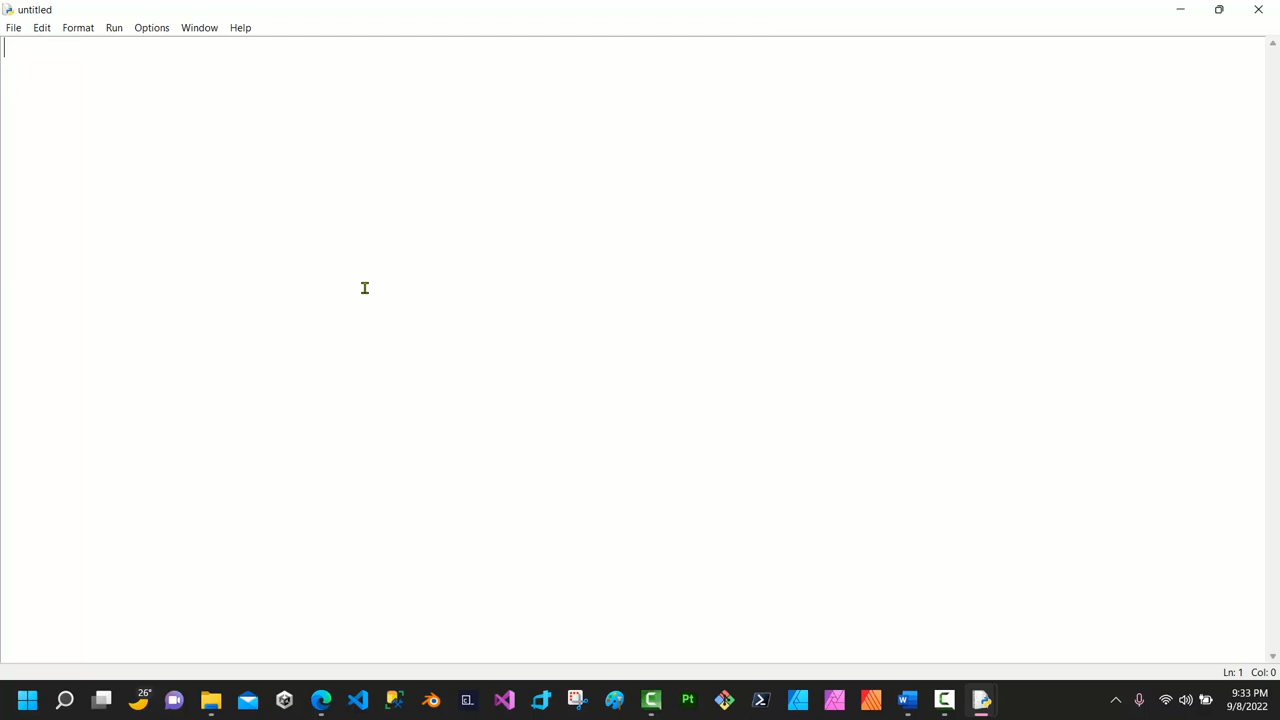 untitled
File Edit Format Run Options Window Help
Ln: 1 Col: 0
26°
Pt
W
9:33 PM
9/8/2022